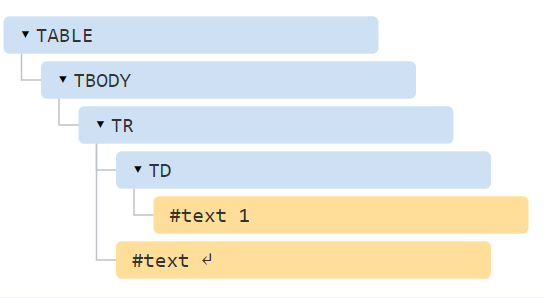 ▾ TABLE
▾ TBODY
▾ TR
▾ TD
#text 1
#text ↵